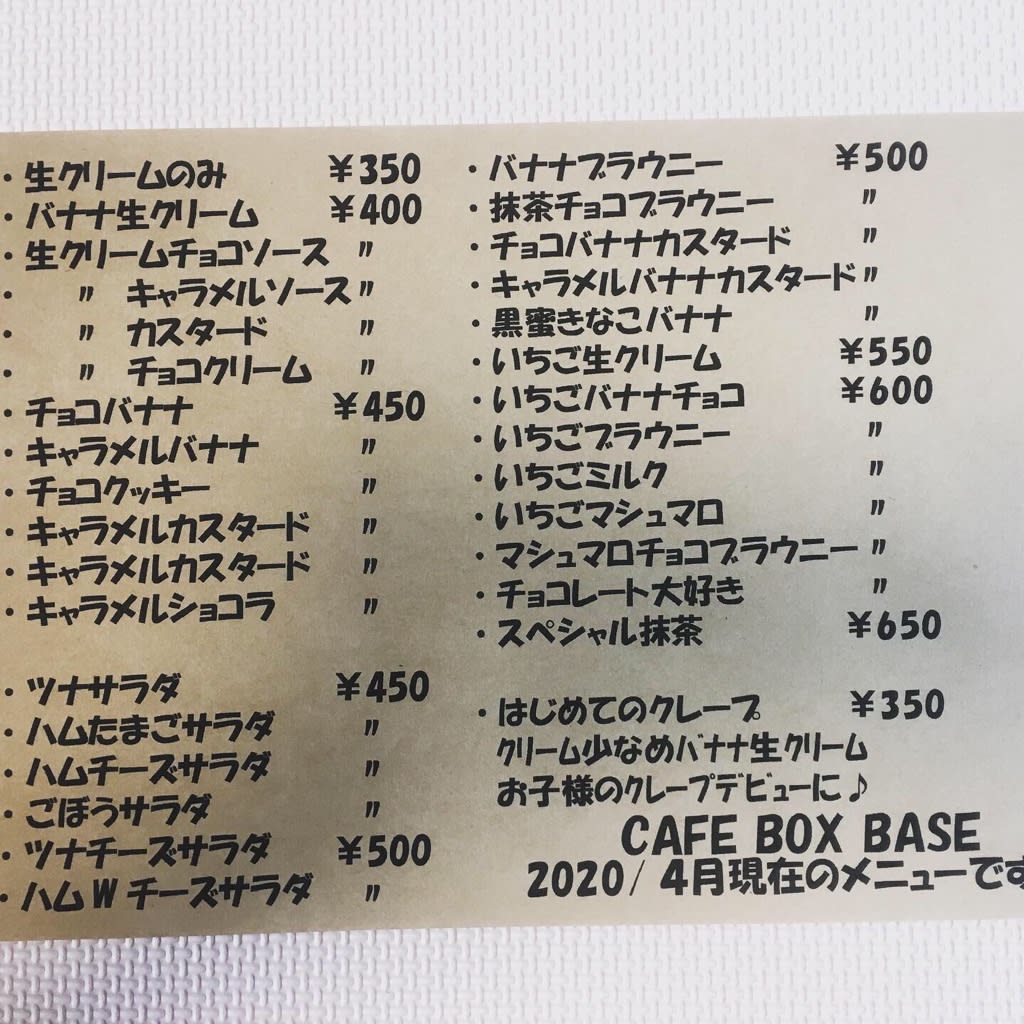 ・生クリームのみ ¥350
・バナナ生クリーム ¥400
・生クリームチョコソース 〃
・ 〃 キャラメルソース 〃
・ 〃 カスタード 〃
・ 〃 チョコクリーム 〃
・チョコバナナ ¥450
・キャラメルバナナ 〃
・チョコクッキー 〃
・キャラメルカスタード 〃
・キャラメルカスタード 〃
・キャラメルショコラ 〃
・ツナサラダ ¥450
・ハムたまごサラダ 〃
・ハムチーズサラダ 〃
・ごぼうサラダ 〃
・ツナチーズサラダ ¥500
・ハムWチーズサラダ 〃
・バナナブラウニー ¥500
・抹茶チョコブラウニー 〃
・チョコバナナカスタード 〃
・キャラメルバナナカスタード 〃
・黒蜜きなこバナナ 〃
・いちご生クリーム ¥550
・いちごバナナチョコ ¥600
・いちごブラウニー 〃
・いちごミルク 〃
・いちごマシュマロ 〃
・マシュマロチョコブラウニー 〃
・チョコレート大好き 〃
・スペシャル抹茶 ¥650
・はじめてのクレープ ¥350
クリーム少なめバナナ生クリーム
お子様のクレープデビューに♪
CAFE BOX BASE
2020/4月現在のメニューです